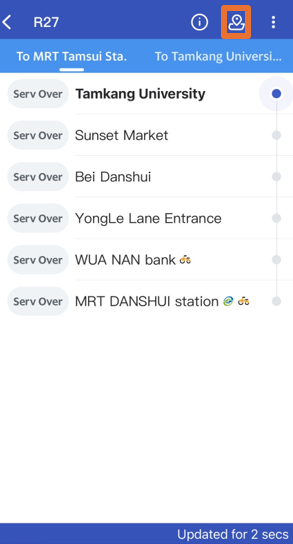 R27
To MRT Tamsui Sta.
To Tamkang Universi...
Serv Over Tamkang University
Serv Over Sunset Market
Serv Over Bei Danshui
Serv Over YongLe Lane Entrance
Serv Over WUA NAN bank
Serv Over MRT DANSHUI station
Updated for 2 secs